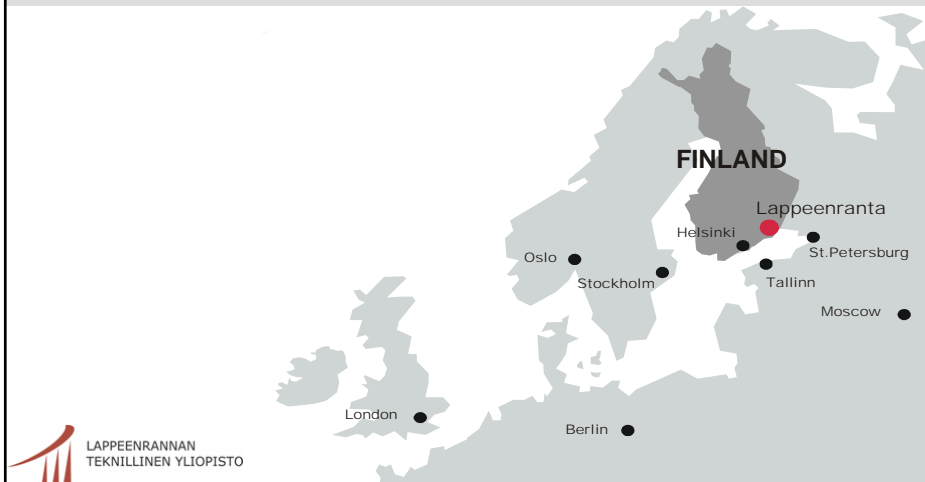 FINLAND
Lappeenranta
Helsinki
St.Petersburg
Oslo
Stockholm
Tallinn
Moscow
London
Berlin
LAPPEENRANNAN
TEKNILLINEN YLIOPISTO